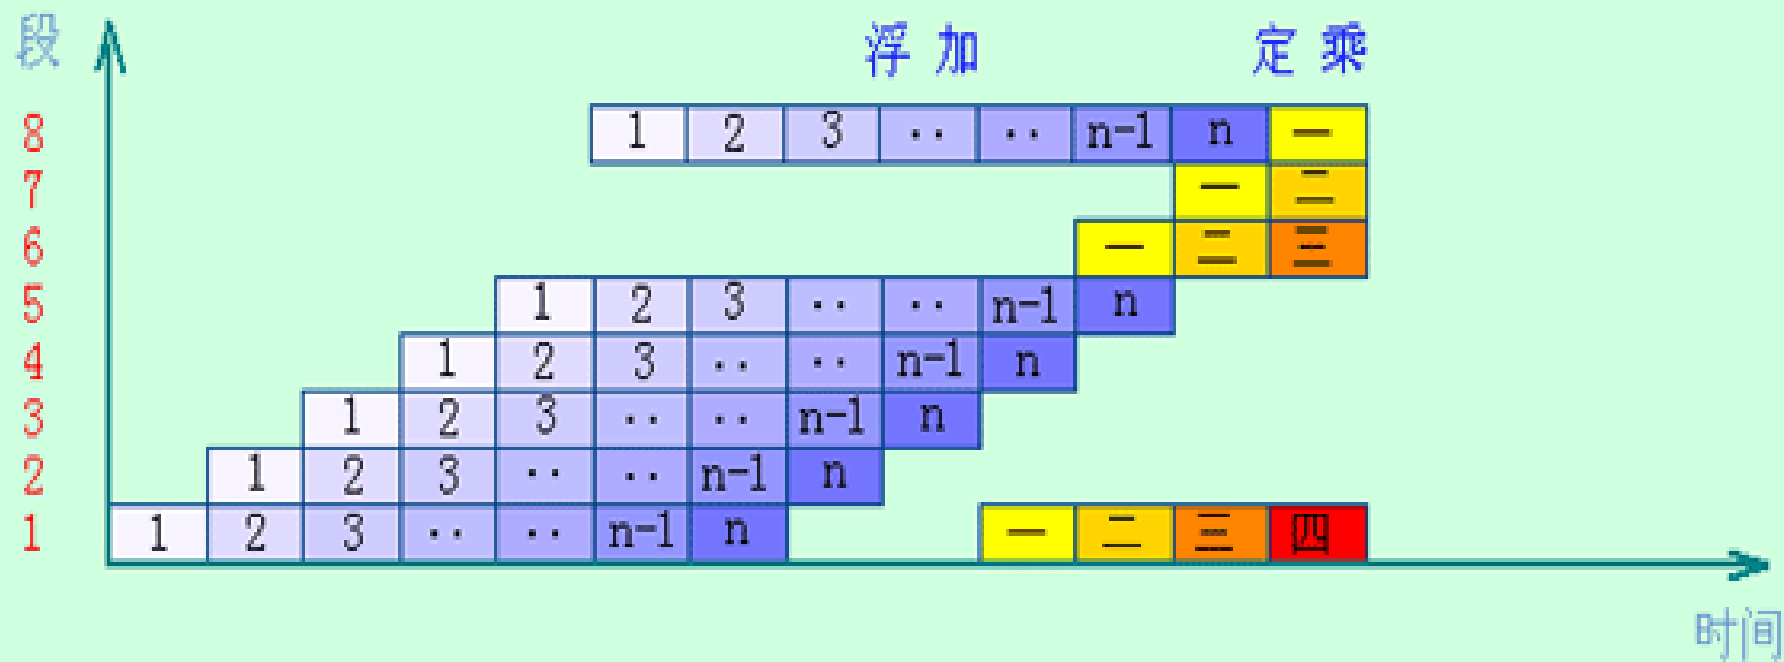 段 浮加 定乘
8 1 2 3 ·· ·· n-1 n 一
7 一 二
6 一 二 三
5 1 2 3 ·· ·· n-1 n
4 1 2 3 ·· ·· n-1 n
3 1 2 3 ·· ·· n-1 n
2 1 2 3 ·· ·· n-1 n
1 1 2 3 ·· ·· n-1 n 一 二 三 四
时间